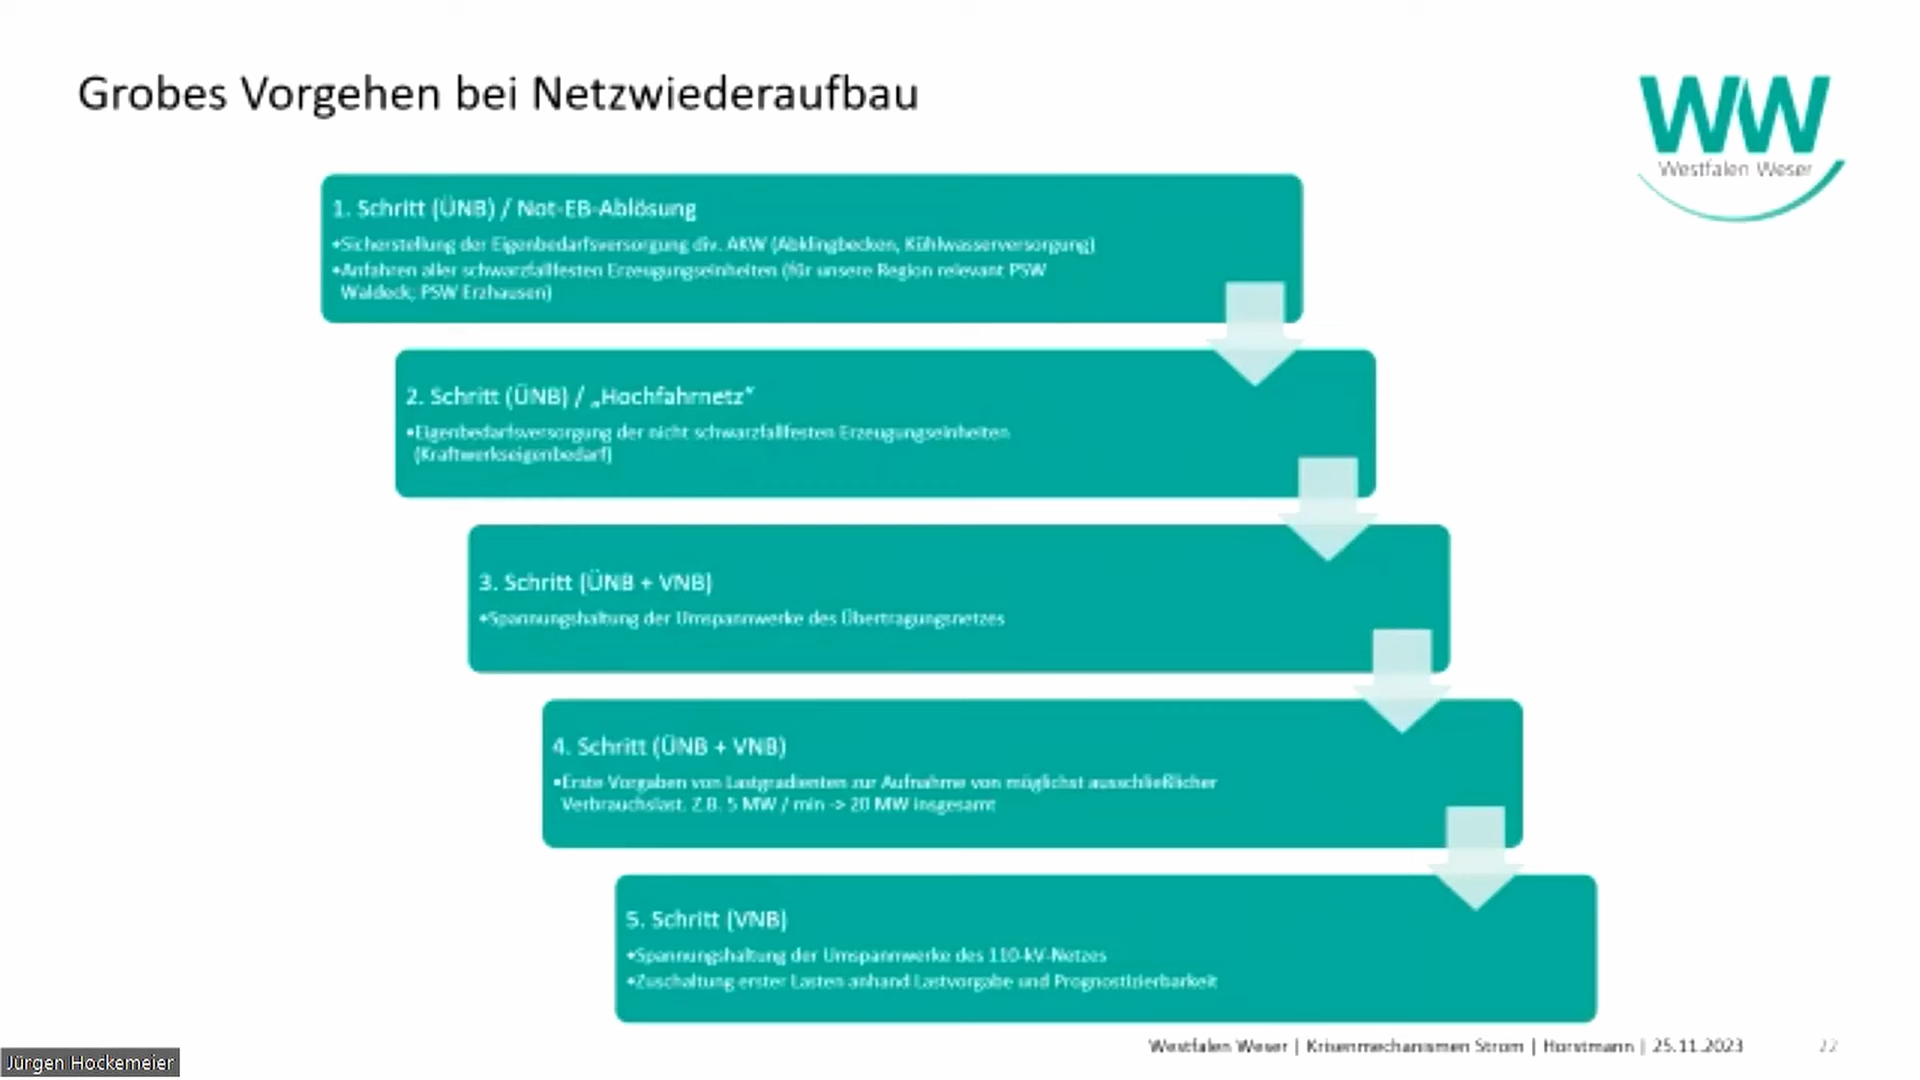 Grobes Vorgehen bei Netzwiederaufbau
WW
Westfalen Weser
1. Schritt (ÜNB) / Not-EB-Ablösung
•Sicherstellung der Eigenbedarfsversorgung div. AKW (Abklingbecken, Kühlwasserversorgung)
•Anfahren aller schwarzfallfesten Erzeugungseinheiten (für unsere Region relevant PSW
Waldeck; PSW Erzhausen)
2. Schritt (ÜNB) / „Hochfahrnetz“
•Eigenbedarfsversorgung der nicht schwarzfallfesten Erzeugungseinheiten
(Kraftwerkseigenbedarf)
3. Schritt (ÜNB + VNB)
•Spannungshaltung der Umspannwerke des Übertragungsnetzes
4. Schritt (ÜNB + VNB)
•Erste Vorgaben von Lastgradienten zur Aufnahme von möglichst ausschließlicher
Verbrauchslast. Z.B. 5 MW / min -> 20 MW insgesamt
5. Schritt (VNB)
•Spannungshaltung der Umspannwerke des 110-kV-Netzes
•Zuschaltung erster Lasten anhand Lastvorgabe und Prognostizierbarkeit
Westfalen Weser | Krisenmechanismen Strom | Horstmann | 25.11.2023 22
Jürgen Hockemeier